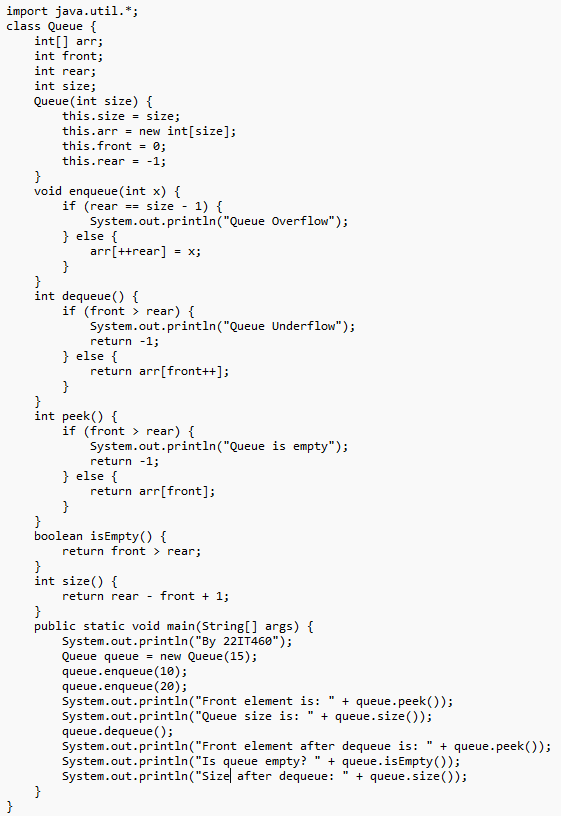 import java.util.*;
class Queue {
    int[] arr;
    int front;
    int rear;
    int size;
    Queue(int size) {
        this.size = size;
        this.arr = new int[size];
        this.front = 0;
        this.rear = -1;
    }
    void enqueue(int x) {
        if (rear == size - 1) {
            System.out.println("Queue Overflow");
        } else {
            arr[++rear] = x;
        }
    }
    int dequeue() {
        if (front > rear) {
            System.out.println("Queue Underflow");
            return -1;
        } else {
            return arr[front++];
        }
    }
    int peek() {
        if (front > rear) {
            System.out.println("Queue is empty");
            return -1;
        } else {
            return arr[front];
        }
    }
    boolean isEmpty() {
        return front > rear;
    }
    int size() {
        return rear - front + 1;
    }
    public static void main(String[] args) {
        System.out.println("By 22IT460");
        Queue queue = new Queue(15);
        queue.enqueue(10);
        queue.enqueue(20);
        System.out.println("Front element is: " + queue.peek());
        System.out.println("Queue size is: " + queue.size());
        queue.dequeue();
        System.out.println("Front element after dequeue is: " + queue.peek());
        System.out.println("Is queue empty? " + queue.isEmpty());
        System.out.println("Size after dequeue: " + queue.size());
    }
}